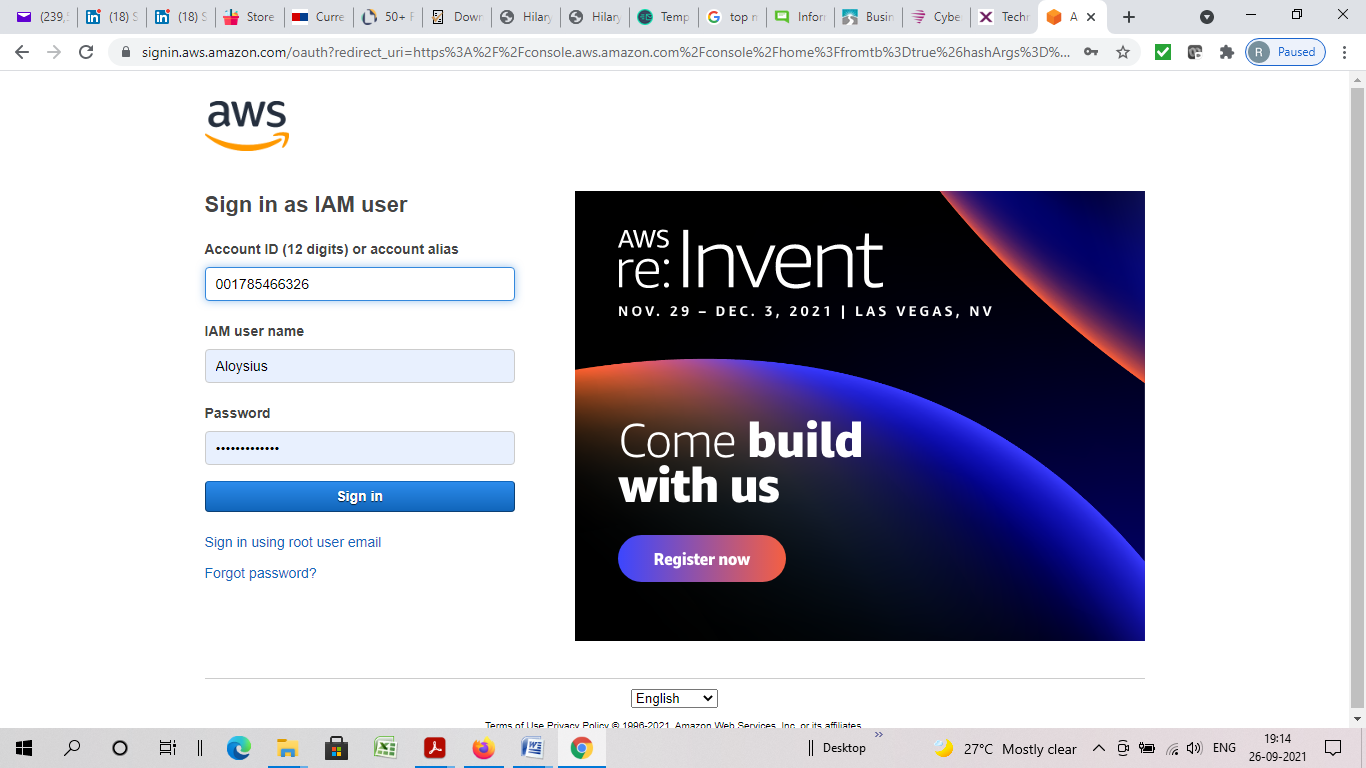 (239,
(18) S
(18) S
Store
Curre
50+ F
Dow
Hilar
Hilar
Temp
top n
Inforr
Busin
Cybe
Techr
A
signin.aws.amazon.com/oauth?redirect_uri=https%3A%2F%2Fconsole.aws.amazon.com%2Fconsole%2Fhome%3Ffromtb%3Dtrue%26hashArgs%3D%...
R Paused
aws
Sign in as IAM user
Account ID (12 digits) or account alias
001785466326
IAM user name
Aloysius
Password
•••••••••••••
Sign in
Sign in using root user email
Forgot password?
AWS
re:Invent
NOV. 29 – DEC. 3, 2021 | LAS VEGAS, NV
Come build
with us
Register now
English
Terms of Use Privacy Policy © 1996-2021, Amazon Web Services, Inc. or its affiliates.
Desktop
27°C Mostly clear
ENG
19:14
26-09-2021